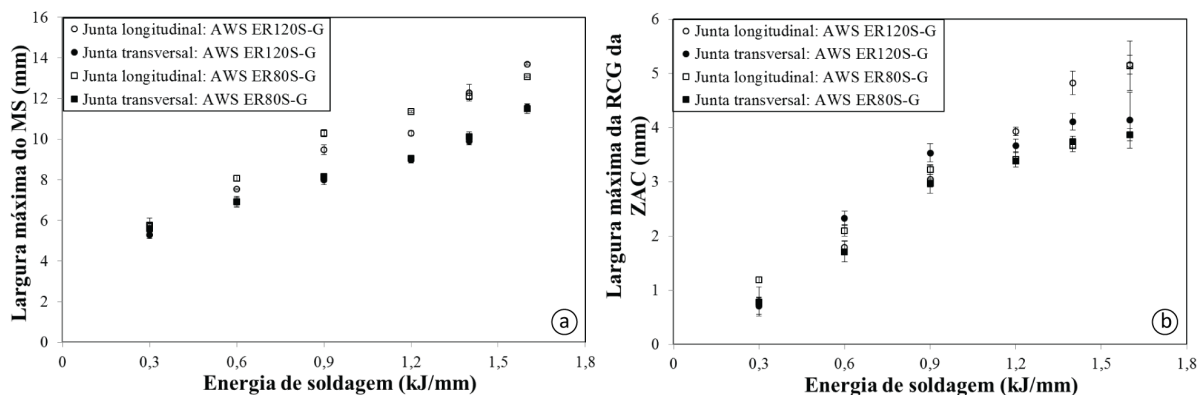 Largura máxima do MS (mm)
16
14
12
10
8
6
4
2
0
Junta longitudinal: AWS ER120S-G
Junta transversal: AWS ER120S-G
Junta longitudinal: AWS ER80S-G
Junta transversal: AWS ER80S-G
a
0
0,3
0,6
0,9
1,2
1,5
1,8
Energia de soldagem (kJ/mm)
Largura máxima da RCG da
ZAC (mm)
6
5
4
3
2
1
0
Junta longitudinal: AWS ER120S-G
Junta transversal: AWS ER120S-G
Junta longitudinal: AWS ER80S-G
Junta transversal: AWS ER80S-G
b
0
0,3
0,6
0,9
1,2
1,5
1,8
Energia de soldagem (kJ/mm)